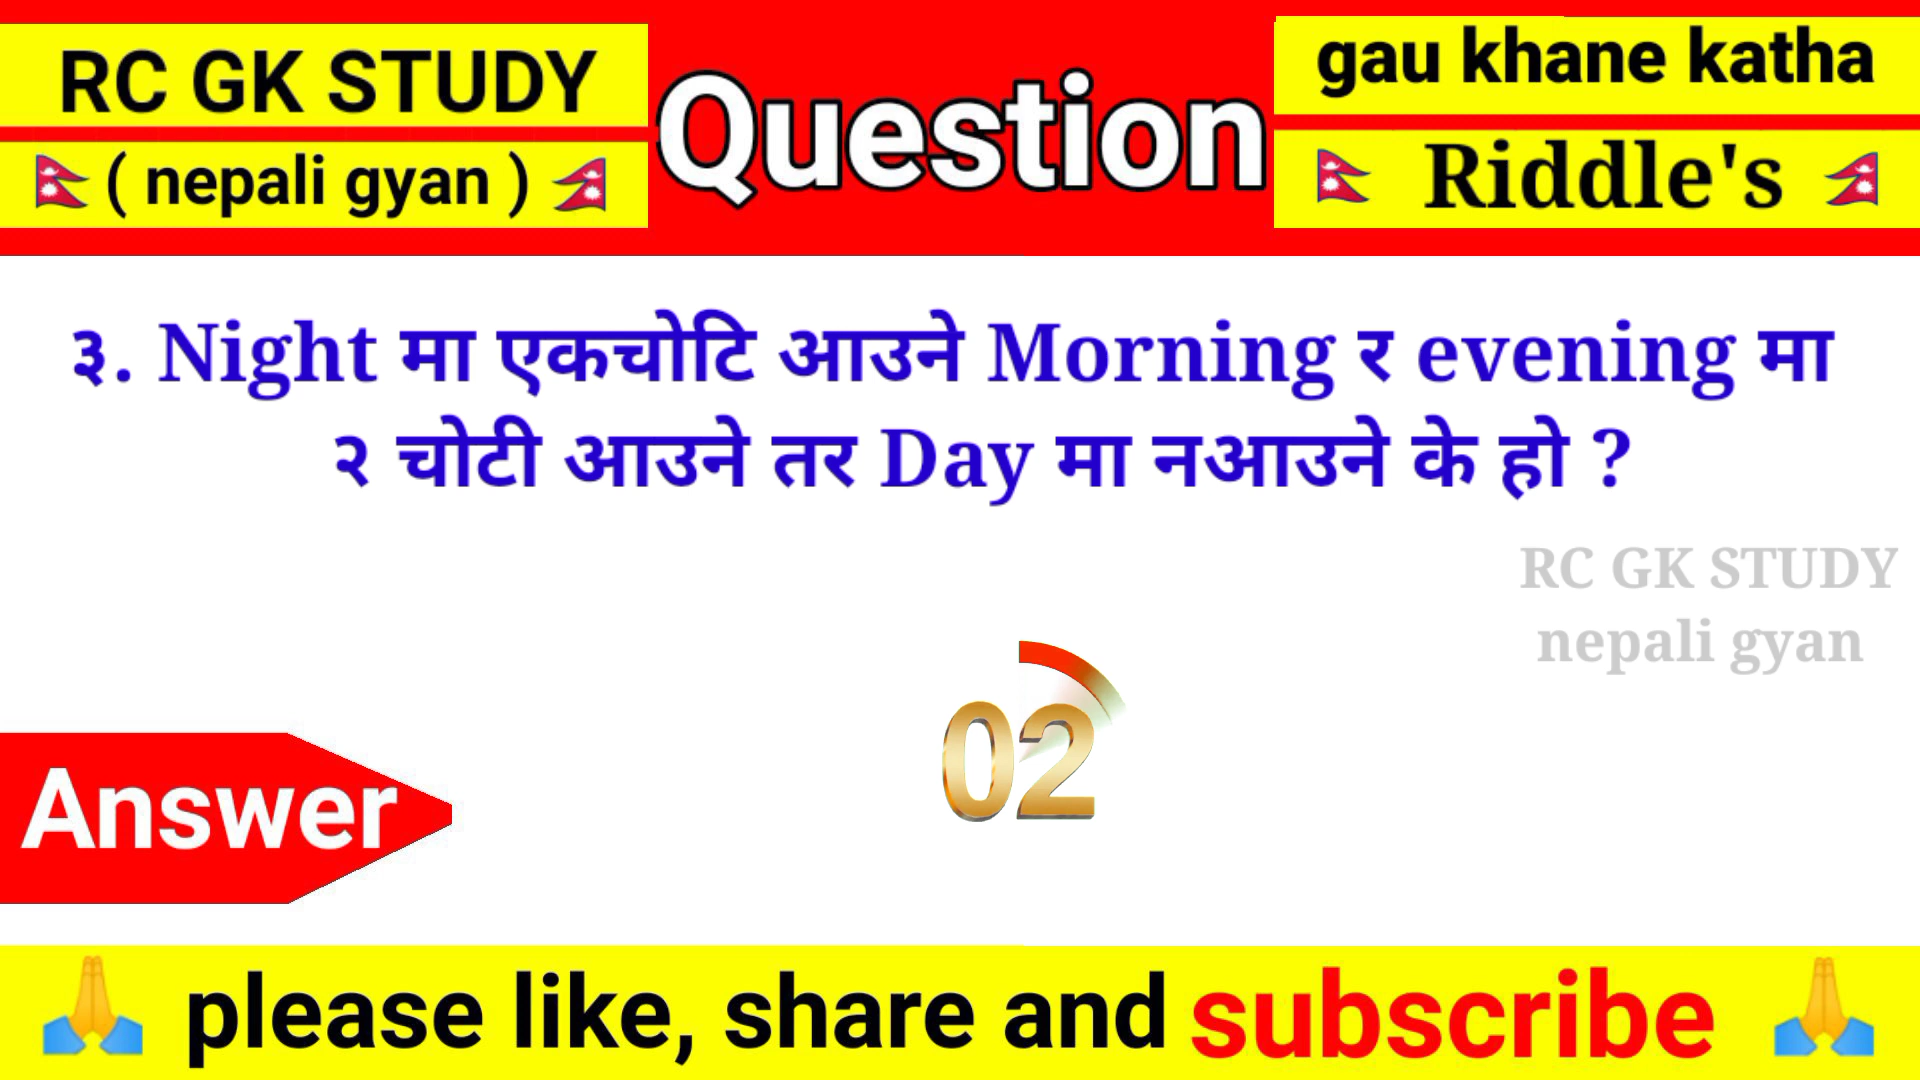 RC GK STUDY
( nepali gyan )
Question
gau khane katha
Riddle's
३. Night मा एकचोटि आउने Morning र evening मा
२ चोटी आउने तर Day मा नआउने के हो ?
RC GK STUDY
nepali gyan
02
Answer
please like, share and subscribe